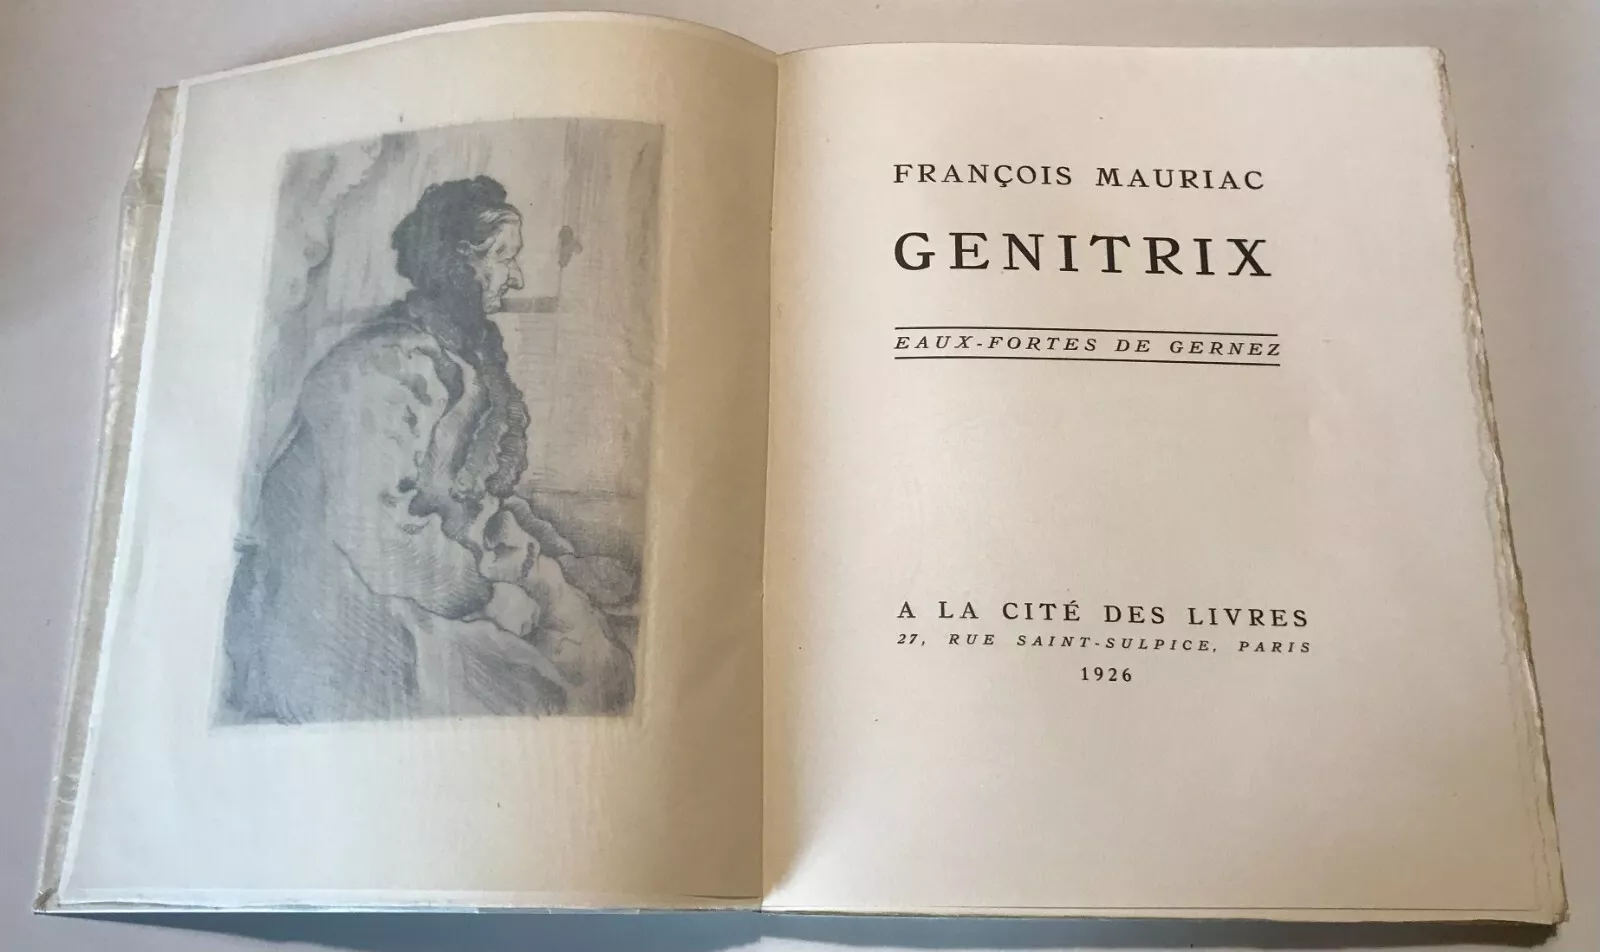 FRANÇOIS MAURIAC
GENITRIX
EAUX-FORTES DE GERNEZ
A LA CITÉ DES LIVRES
27, RUE SAINT-SULPICE, PARIS
1926